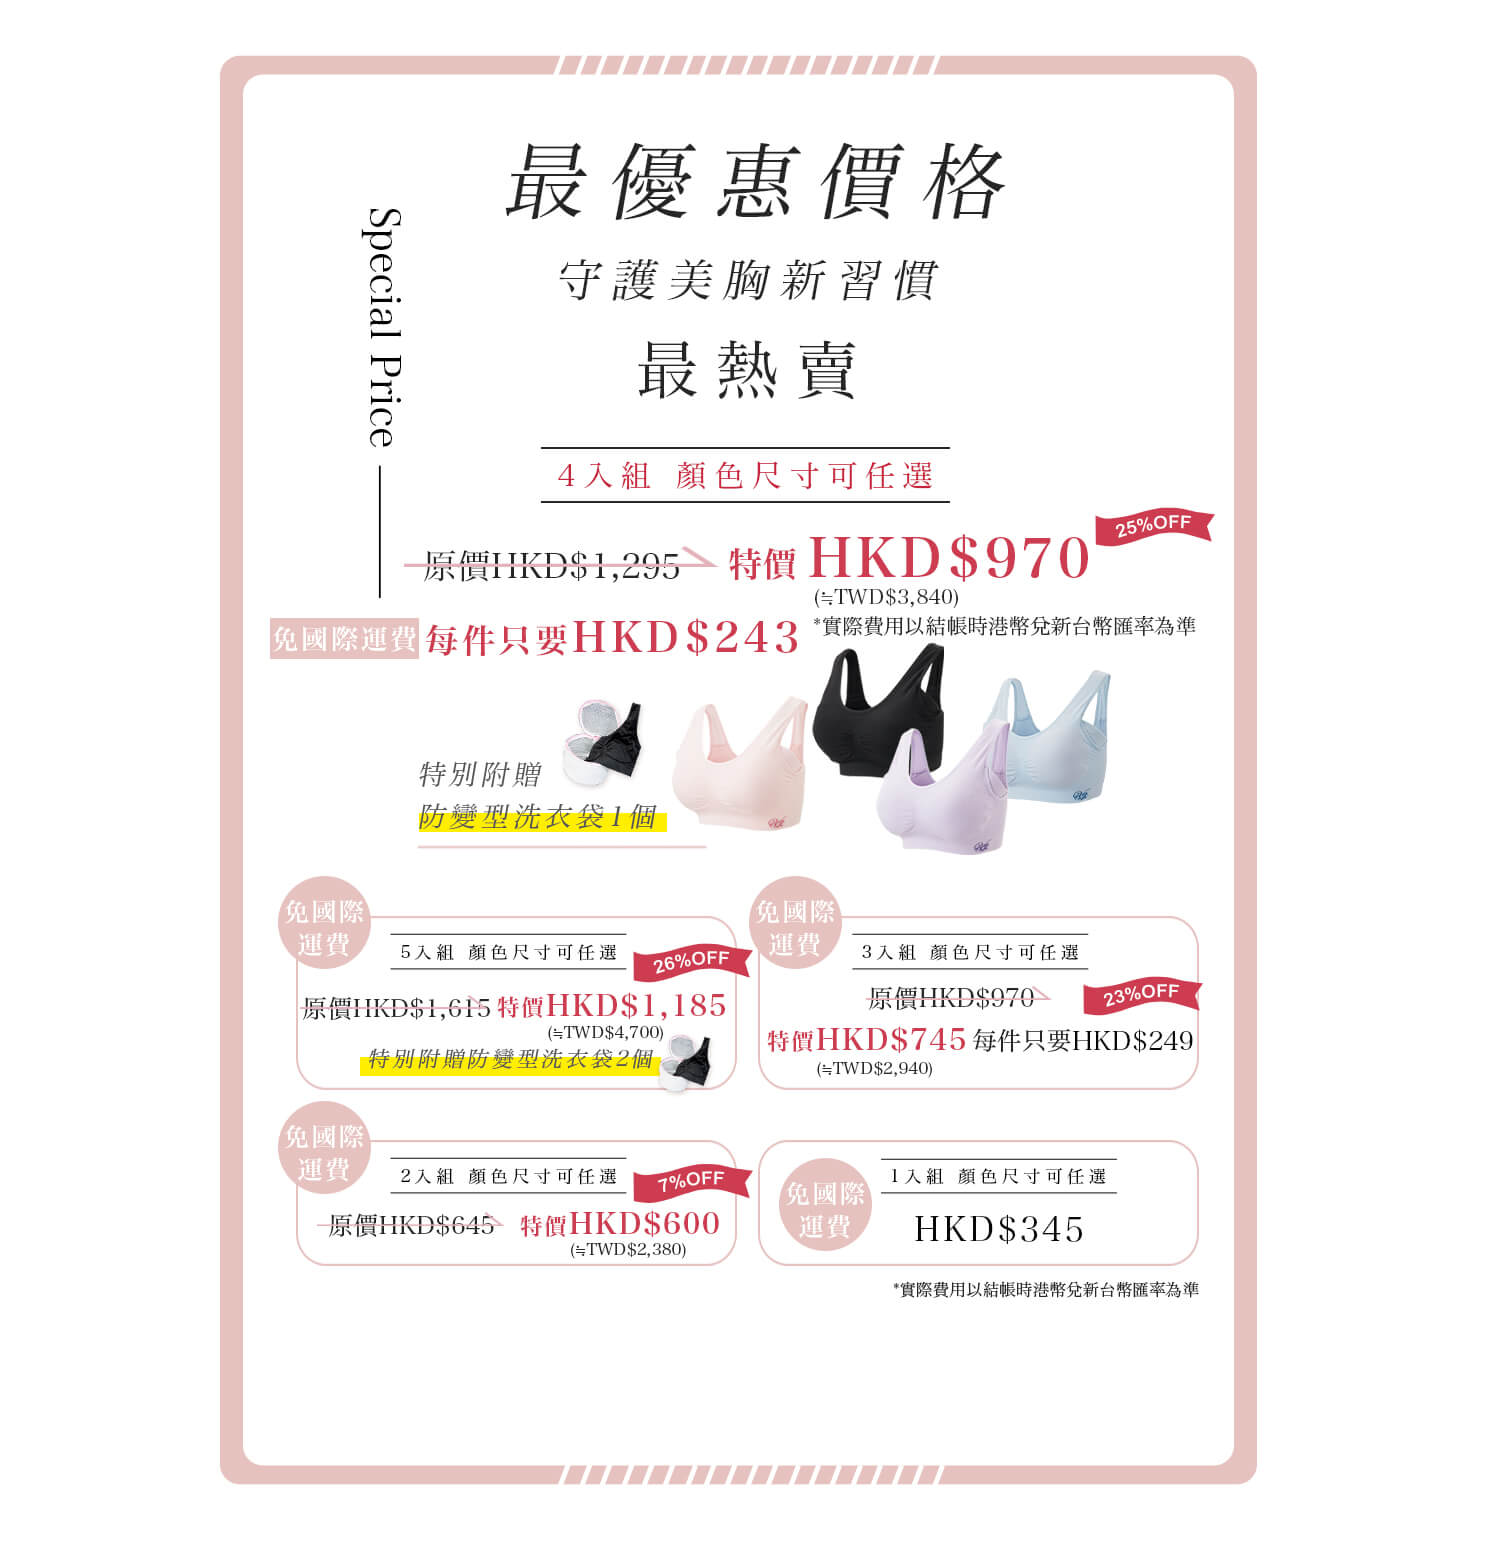 最優惠價格
守護美胸新習慣
最熱賣
Special Price
4入組 顏色尺寸可任選
25%OFF
原價HKD$1,295 特價 HKD$970
(≒TWD$3,840)
*實際費用以結帳時港幣兌新台幣匯率為準
免國際運費 每件只要HKD$243
特別附贈
防變型洗衣袋1個
免國際
運費
5入組 顏色尺寸可任選
26%OFF
原價HKD$1,615 特價HKD$1,185
(≒TWD$4,700)
特別附贈防變型洗衣袋2個
免國際
運費
3入組 顏色尺寸可任選
原價HKD$970
23%OFF
特價HKD$745 每件只要HKD$249
(≒TWD$2,940)
免國際
運費
2入組 顏色尺寸可任選
7%OFF
原價HKD$645 特價HKD$600
(≒TWD$2,380)
免國際
運費
1入組 顏色尺寸可任選
HKD$345
*實際費用以結帳時港幣兌新台幣匯率為準